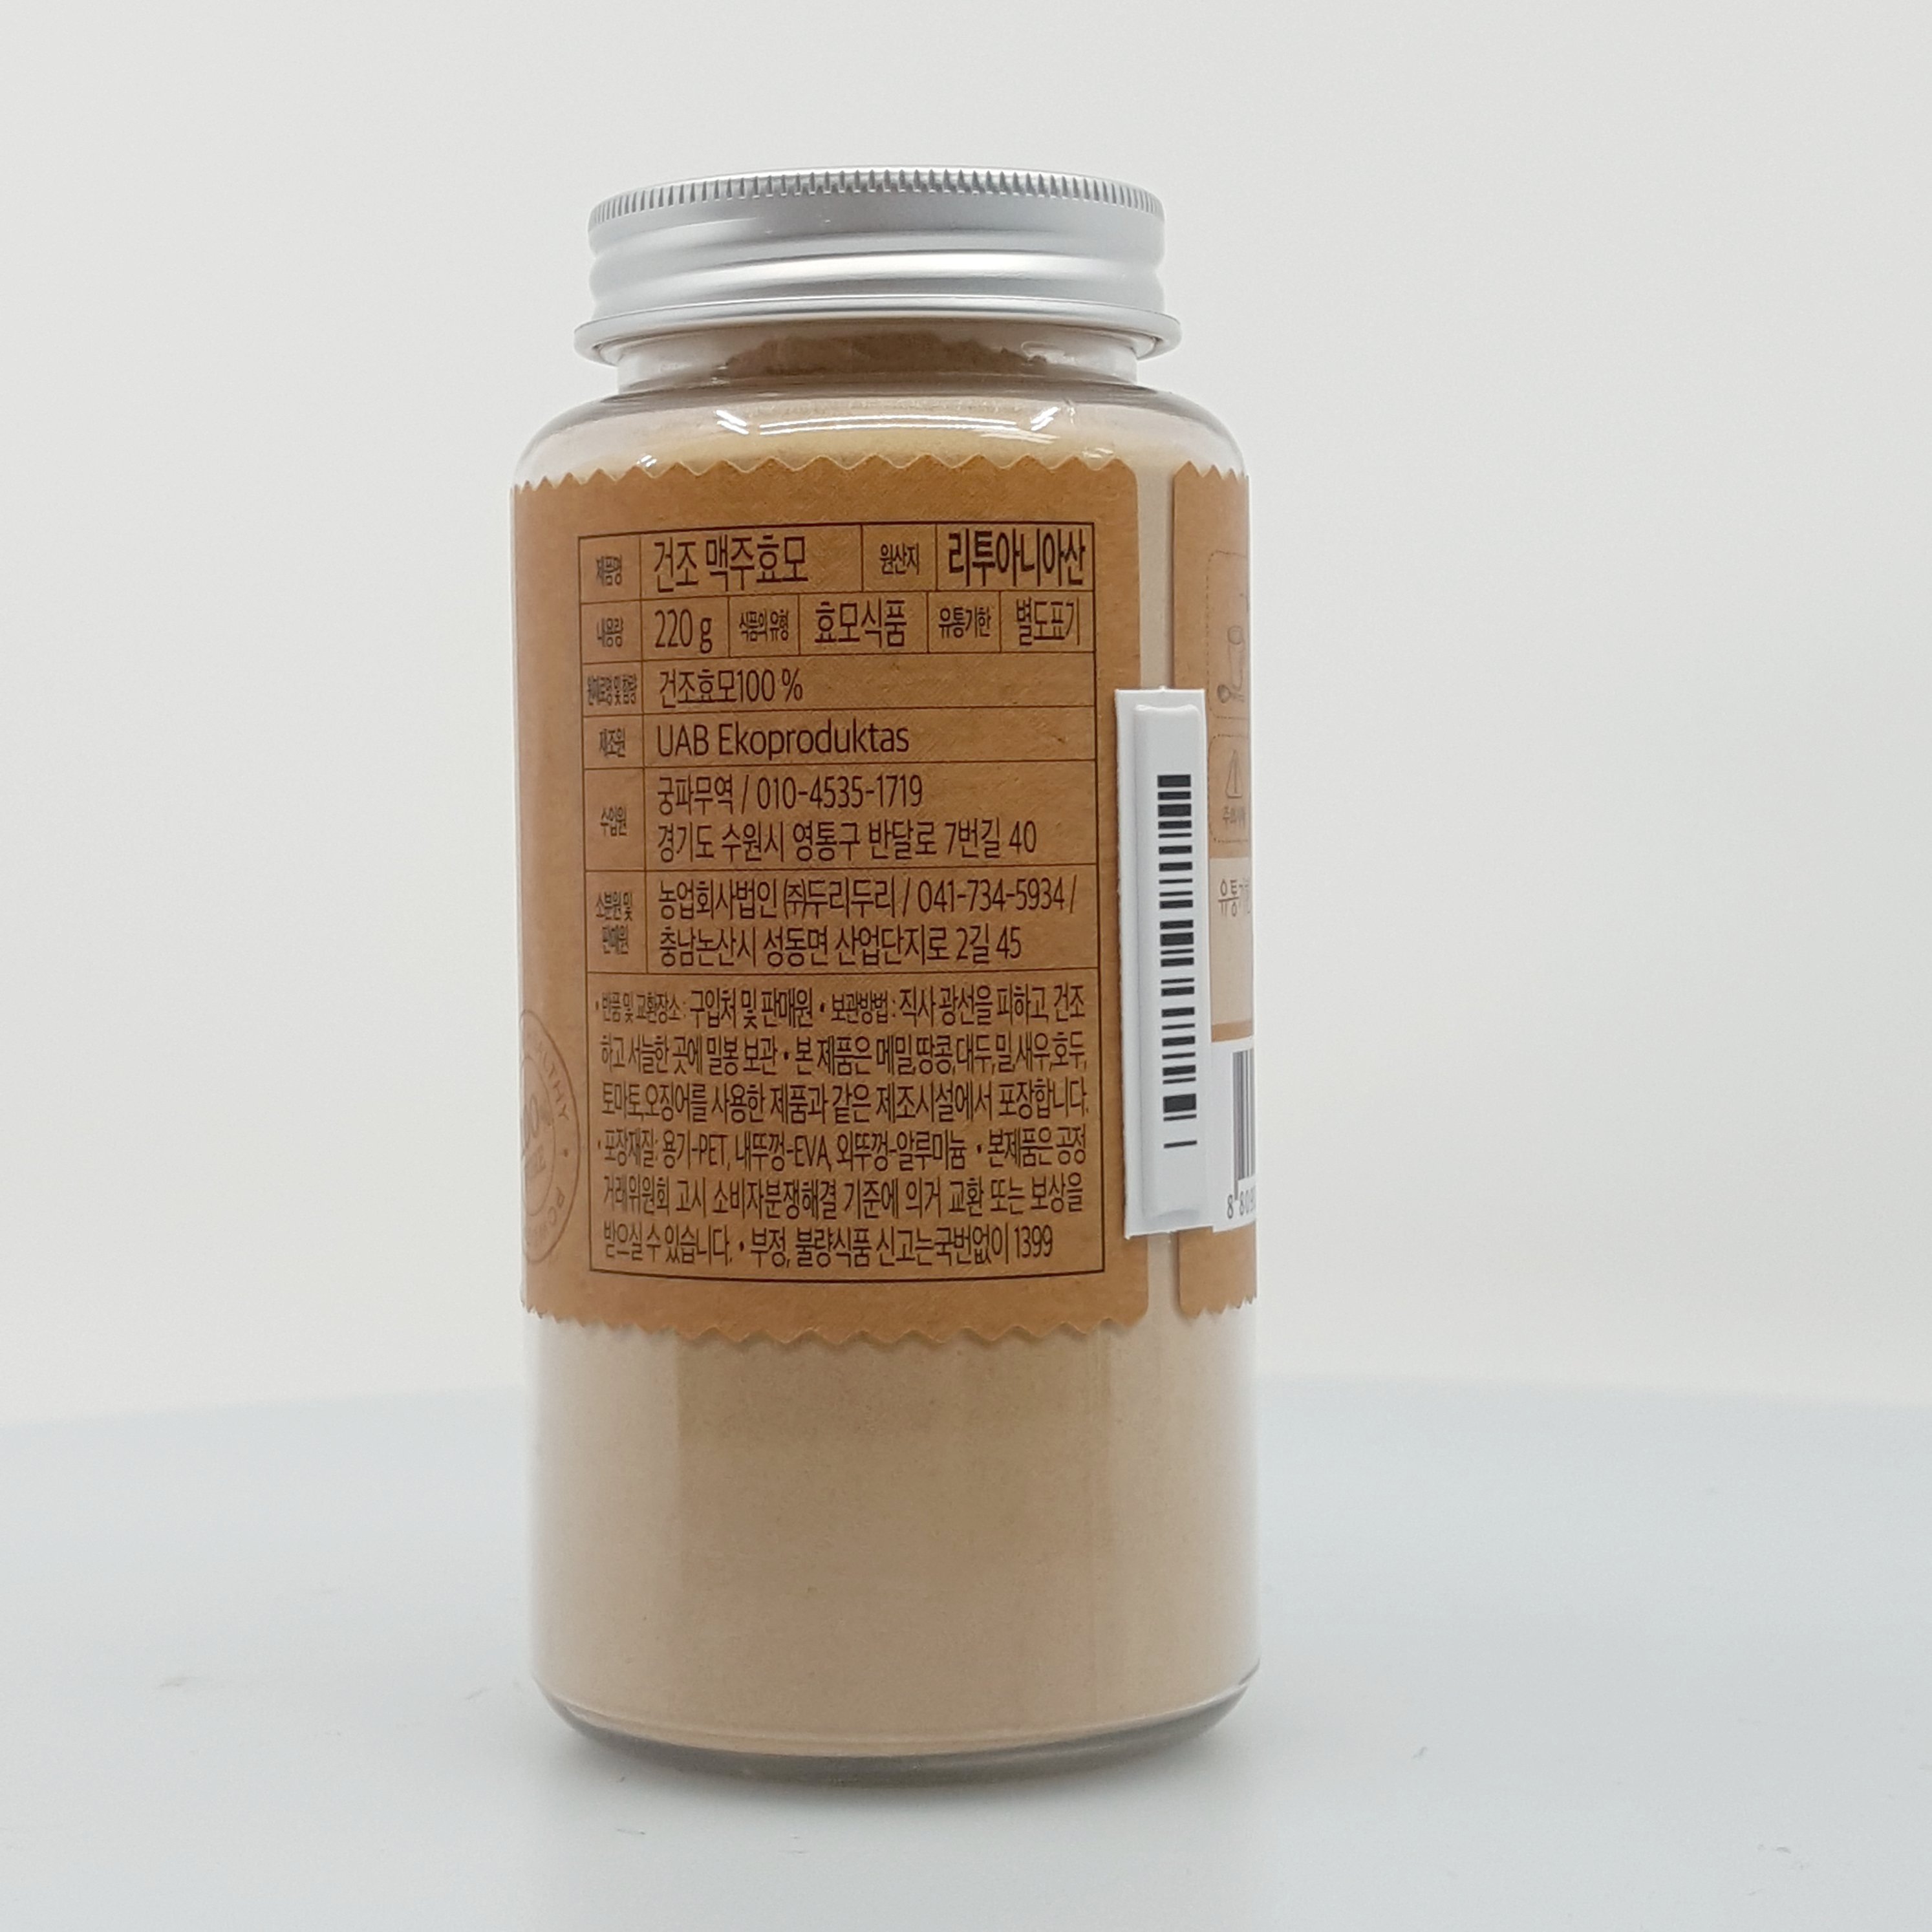 제품명 건조 맥주효모 원산지 리투아니아산
내용량 220 g 식품의 유형 효모식품 유통기한 별도표기
원재료명 및 함량 건조효모100 %
제조원 UAB Ekoproduktas
수입원 궁파무역 / 010-4535-1719
경기도 수원시 영통구 반달로 7번길 40
소분원 및 판매원 농업회사법인 ㈜두리두리 / 041-734-5934 /
충남논산시 성동면 산업단지로 2길 45
• 반품 및 교환장소 : 구입처 및 판매원 • 보관방법 : 직사 광선을 피하고, 건조
하고 서늘한 곳에 밀봉 보관 • 본 제품은 메밀,땅콩,대두,밀,새우,호두,
토마토,오징어를 사용한 제품과 같은 제조시설에서 포장합니다.
• 포장재질: 용기-PET, 내뚜껑-EVA, 외뚜껑-알루미늄 • 본제품은 공정
거래위원회 고시 소비자분쟁해결 기준에 의거 교환 또는 보상을
받으실 수 있습니다. • 부정, 불량식품 신고는 국번없이 1399
유통기한